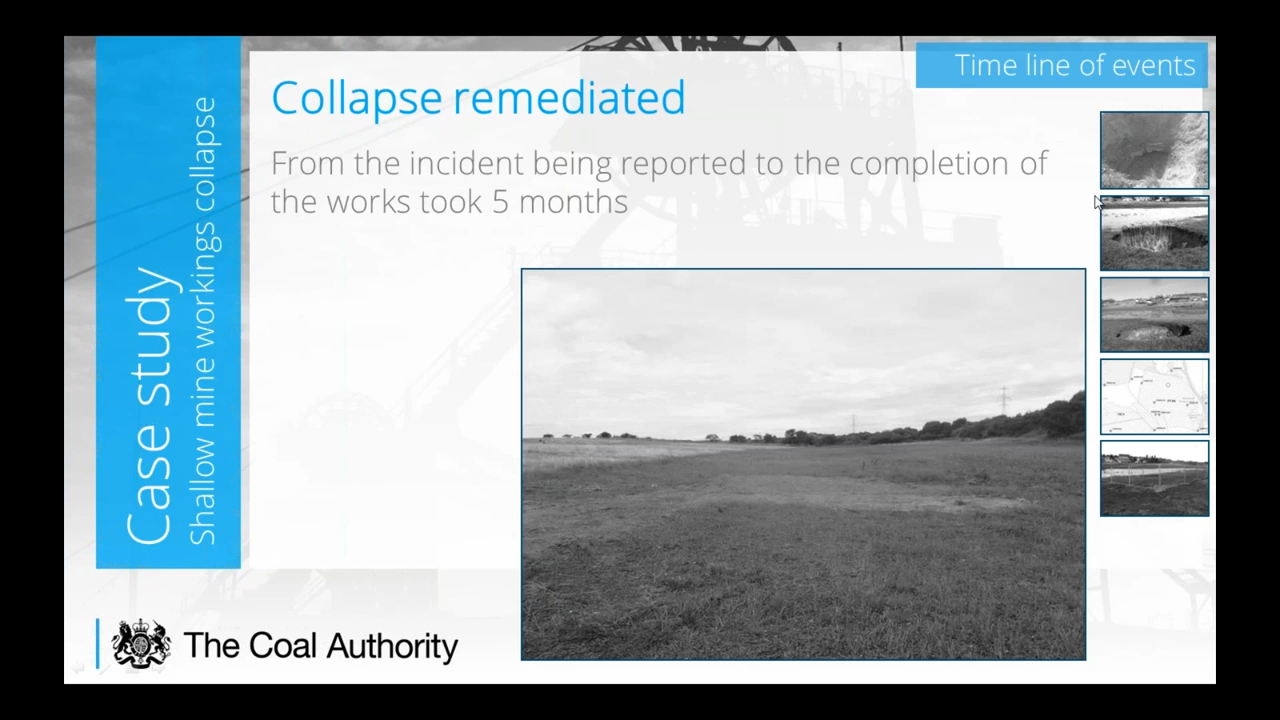 Time line of events
Collapse remediated
From the incident being reported to the completion of
the works took 5 months
Case study
Shallow mine workings collapse
The Coal Authority